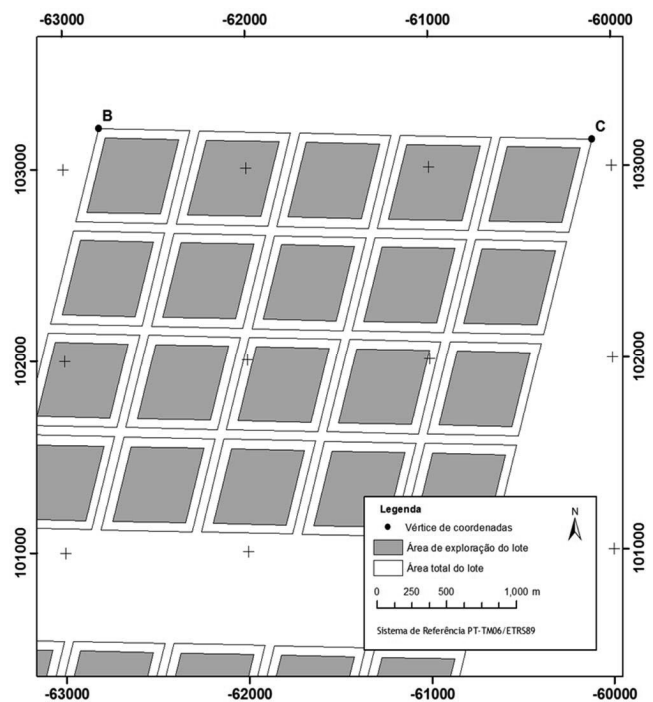 -63000 -62000 -61000 -60000
B
C
103000 103000
102000 102000
101000 101000
Legenda
Vértice de coordenadas
Área de exploração do lote
Área total do lote
N
0 250 500 1,000 m
Sistema de Referência PT-TM06/ETRS89
-63000 -62000 -61000 -60000